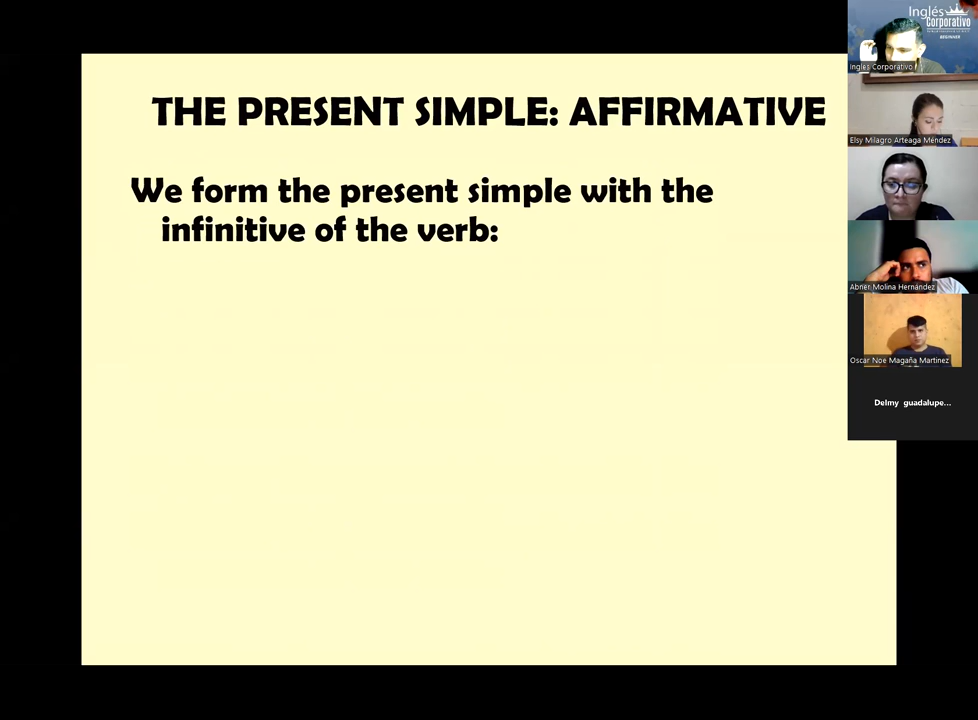 THE PRESENT SIMPLE: AFFIRMATIVE
We form the present simple with the
infinitive of the verb:
Inglés
Corporativo
BEGINNER
Inglés Corporativo
Elsy Milagro Arteaga Méndez
Abner Molina Hernández
Oscar Noe Magaña Martinez
Delmy guadalupe...